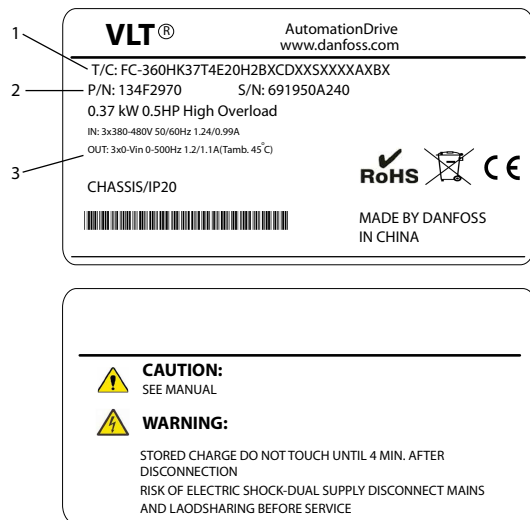 VLT® AutomationDrive
www.danfoss.com
1
T/C: FC-360HK37T4E20H2BXCDXXSXXXXAXBX
2
P/N: 134F2970 S/N: 691950A240
0.37 kW 0.5HP High Overload
IN: 3x380-480V 50/60Hz 1.24/0.99A
OUT: 3x0-Vin 0-500Hz 1.2/1.1A(Tamb. 45°C)
3
RoHS CE
CHASSIS/IP20
MADE BY DANFOSS
IN CHINA
CAUTION:
SEE MANUAL
WARNING:
STORED CHARGE DO NOT TOUCH UNTIL 4 MIN. AFTER
DISCONNECTION
RISK OF ELECTRIC SHOCK-DUAL SUPPLY DISCONNECT MAINS
AND LAODSHARING BEFORE SERVICE